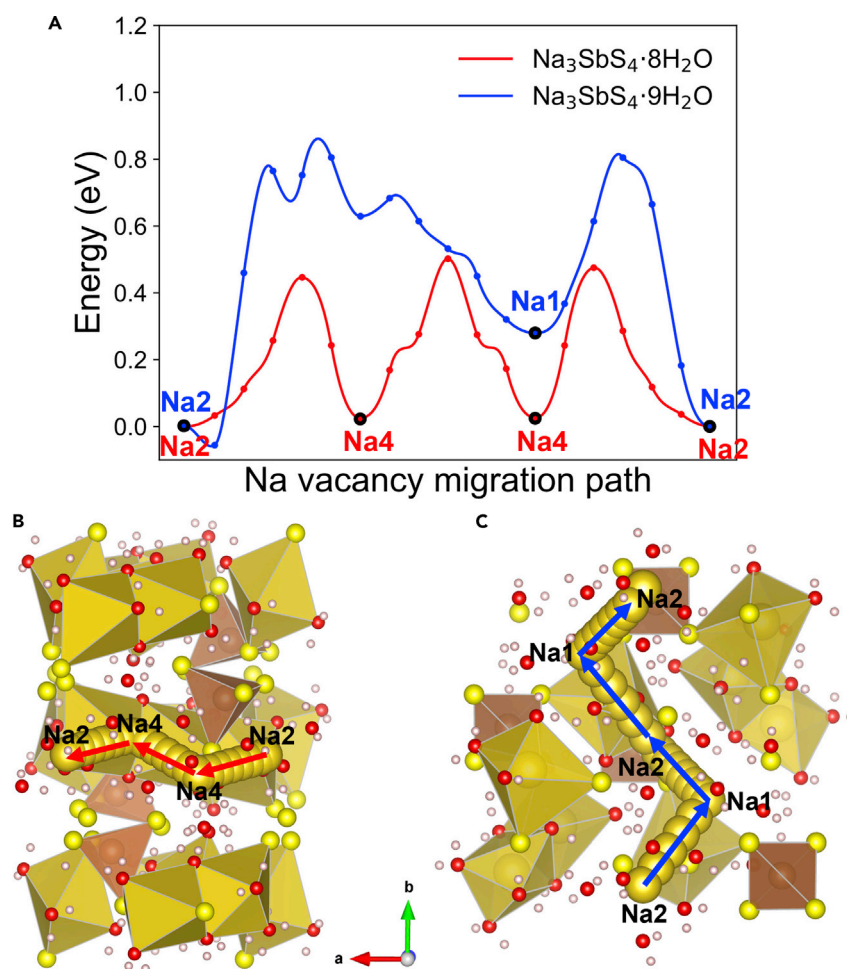 A
1.2
1.0
0.8
0.6
0.4
0.2
0.0
Energy (eV)
Na₃SbS₄·8H₂O
Na₃SbS₄·9H₂O
Na2
Na2
Na4
Na1
Na4
Na2
Na2
Na vacancy migration path
B
Na2
Na4
Na2
Na4
b
a
C
Na2
Na1
Na2
Na1
Na2